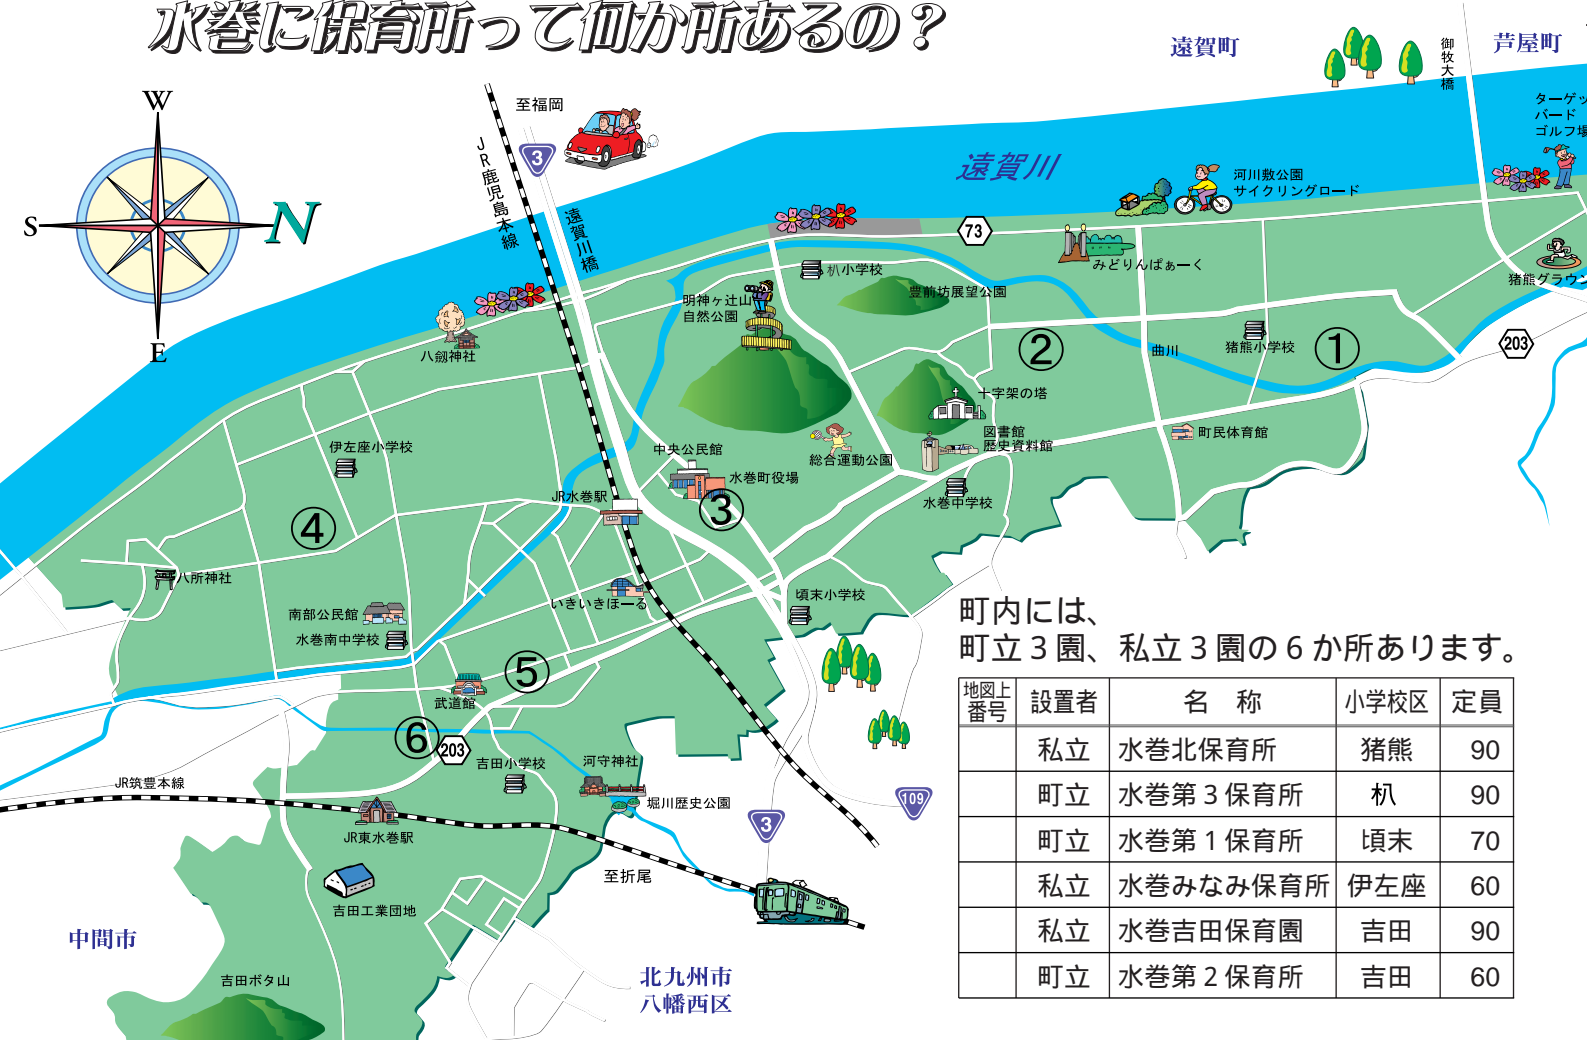 水巻に保育所って何か所あるの？
遠賀町
御牧大橋
芦屋町
W
S
N
E
至福岡
3
JR鹿児島本線
遠賀川橋
遠賀川
河川敷公園
サイクリングロード
ターゲッ
バード
ゴルフ場
73
みどりんぱぁーく
猪熊グラウン
八剱神社
明神ヶ辻山
自然公園
朳小学校
豊前坊展望公園
②
曲川
猪熊小学校
①
203
伊左座小学校
中央公民館
水巻町役場
③
総合運動公園
十字架の塔
図書館
歴史資料館
町民体育館
水巻中学校
JR水巻駅
④
八所神社
南部公民館
水巻南中学校
いきいきほーる
頃末小学校
⑤
武道館
⑥
203
吉田小学校
河守神社
堀川歴史公園
JR筑豊本線
JR東水巻駅
3
109
至折尾
吉田工業団地
中間市
吉田ボタ山
北九州市
八幡西区
町内には、
町立３園、私立３園の６か所あります。
地図上番号 設置者 名　称 小学校区 定員
私立 水巻北保育所 猪熊 90
町立 水巻第３保育所 朳 90
町立 水巻第１保育所 頃末 70
私立 水巻みなみ保育所 伊左座 60
私立 水巻吉田保育園 吉田 90
町立 水巻第２保育所 吉田 60